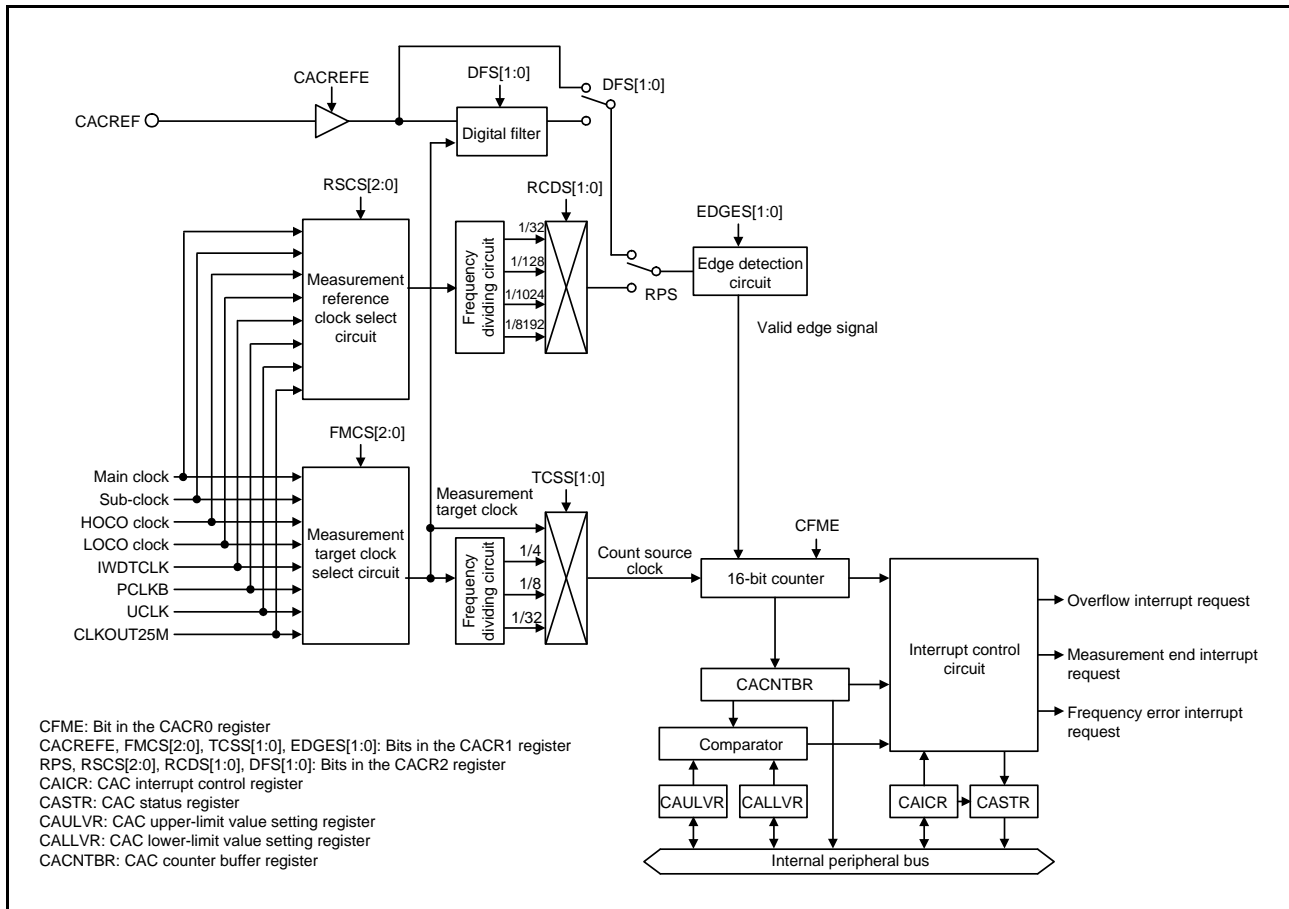 CACREFE
DFS[1:0]
DFS[1:0]
CACREF
Digital filter
RSCS[2:0]
RCDS[1:0]
EDGES[1:0]
Measurement
reference
clock select
circuit
Frequency
dividing circuit
1/32
1/128
1/1024
1/8192
RPS
Edge detection
circuit
Valid edge signal
FMCS[2:0]
TCSS[1:0]
Main clock
Sub-clock
HOCO clock
LOCO clock
IWDTCLK
PCLKB
UCLK
CLKOUT25M
Measurement
target clock
select circuit
Measurement
target clock
Frequency
dividing circuit
1/4
1/8
1/32
Count source
clock
CFME
16-bit counter
CACNTBR
Comparator
CAULVR
CALLVR
Interrupt control
circuit
CAICR
CASTR
Overflow interrupt request
Measurement end interrupt
request
Frequency error interrupt
request
Internal peripheral bus
CFME: Bit in the CACR0 register
CACREFE, FMCS[2:0], TCSS[1:0], EDGES[1:0]: Bits in the CACR1 register
RPS, RSCS[2:0], RCDS[1:0], DFS[1:0]: Bits in the CACR2 register
CAICR: CAC interrupt control register
CASTR: CAC status register
CAULVR: CAC upper-limit value setting register
CALLVR: CAC lower-limit value setting register
CACNTBR: CAC counter buffer register